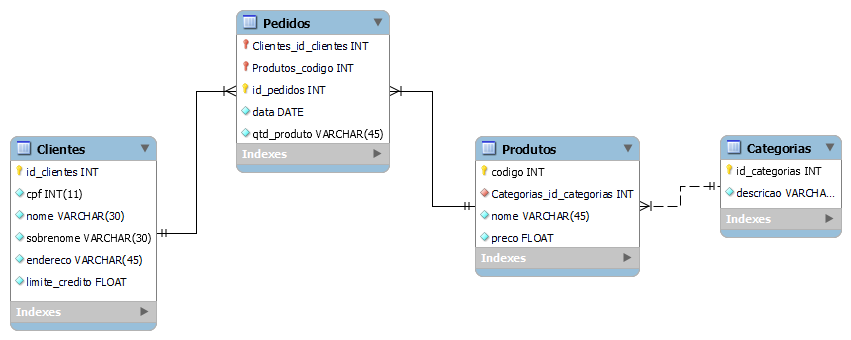 Pedidos
Clientes_id_clientes INT
Produtos_codigo INT
id_pedidos INT
data DATE
qtd_produto VARCHAR(45)
Indexes
Clientes
id_clientes INT
cpf INT(11)
nome VARCHAR(30)
sobrenome VARCHAR(30)
endereco VARCHAR(45)
limite_credito FLOAT
Indexes
Produtos
codigo INT
Categorias_id_categorias INT
nome VARCHAR(45)
preco FLOAT
Indexes
Categorias
id_categorias INT
descricao VARCHA...
Indexes